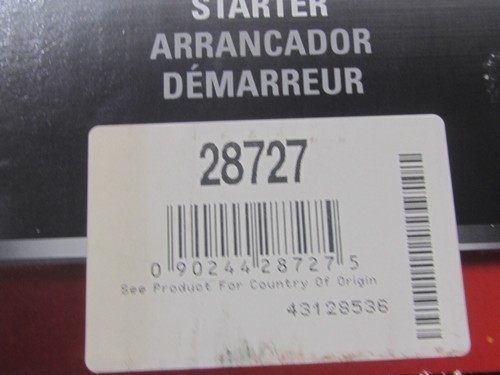 STARTER
ARRANCADOR
DÉMARREUR
28727
0 90244 28727 5
See Product For Country Of Origin
43128536